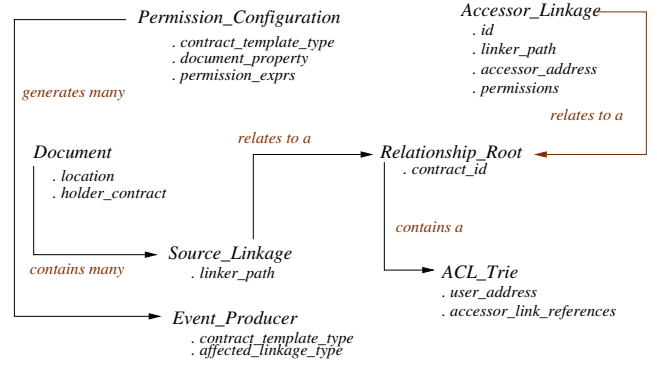 Permission_Configuration
. contract_template_type
. document_property
. permission_exprs
Accessor_Linkage
. id
. linker_path
. accessor_address
. permissions
generates many
relates to a
relates to a
Document
. location
. holder_contract
Relationship_Root
. contract_id
contains a
contains many
Source_Linkage
. linker_path
ACL_Trie
. user_address
. accessor_link_references
Event_Producer
. contract_template_type
. affected_linkage_type